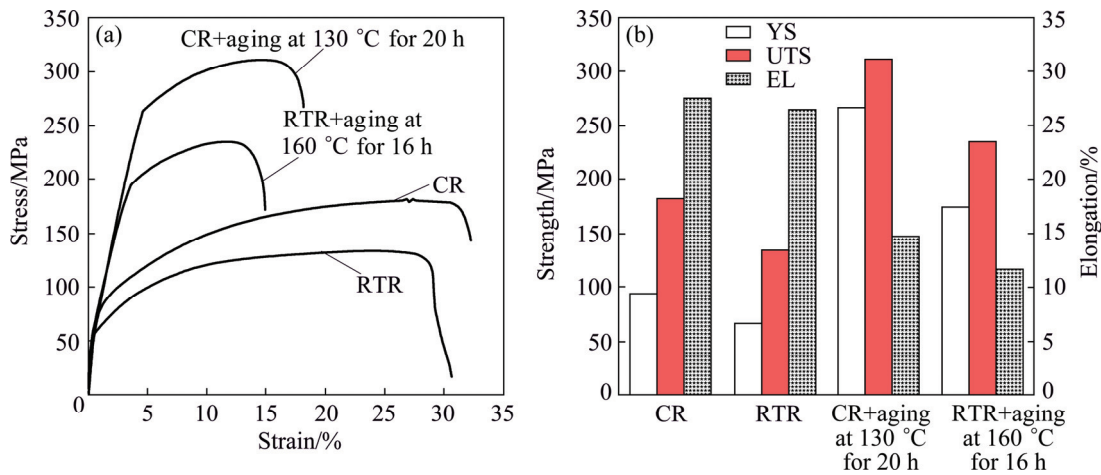 (a)
CR+aging at 130 °C for 20 h
RTR+aging at
160 °C for 16 h
CR
RTR
Stress/MPa
350
300
250
200
150
100
50
0
5
10
15
20
25
30
35
Strain/%
(b)
YS
UTS
EL
Strength/MPa
350
300
250
200
150
100
50
0
Elongation/%
35
30
25
20
15
10
5
0
CR
RTR
CR+aging
at 130 °C
for 20 h
RTR+aging
at 160 °C
for 16 h